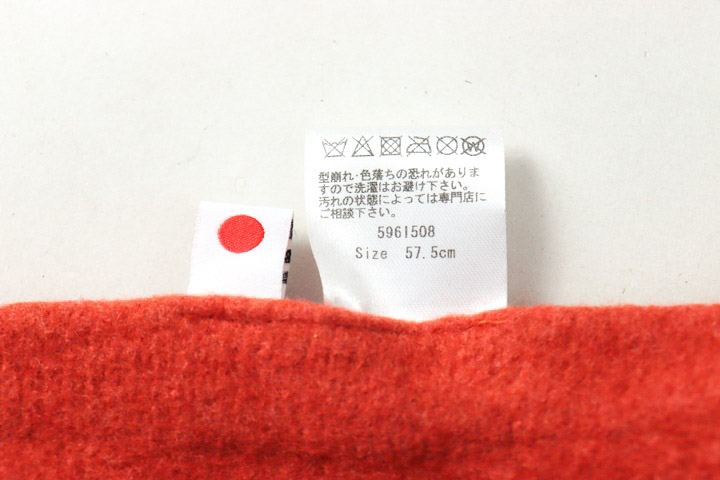 型崩れ・色落ちの恐れがありま
すので洗濯はお避け下さい。
汚れの状態によっては専門店に
ご相談下さい。
5961508
Size 57.5cm